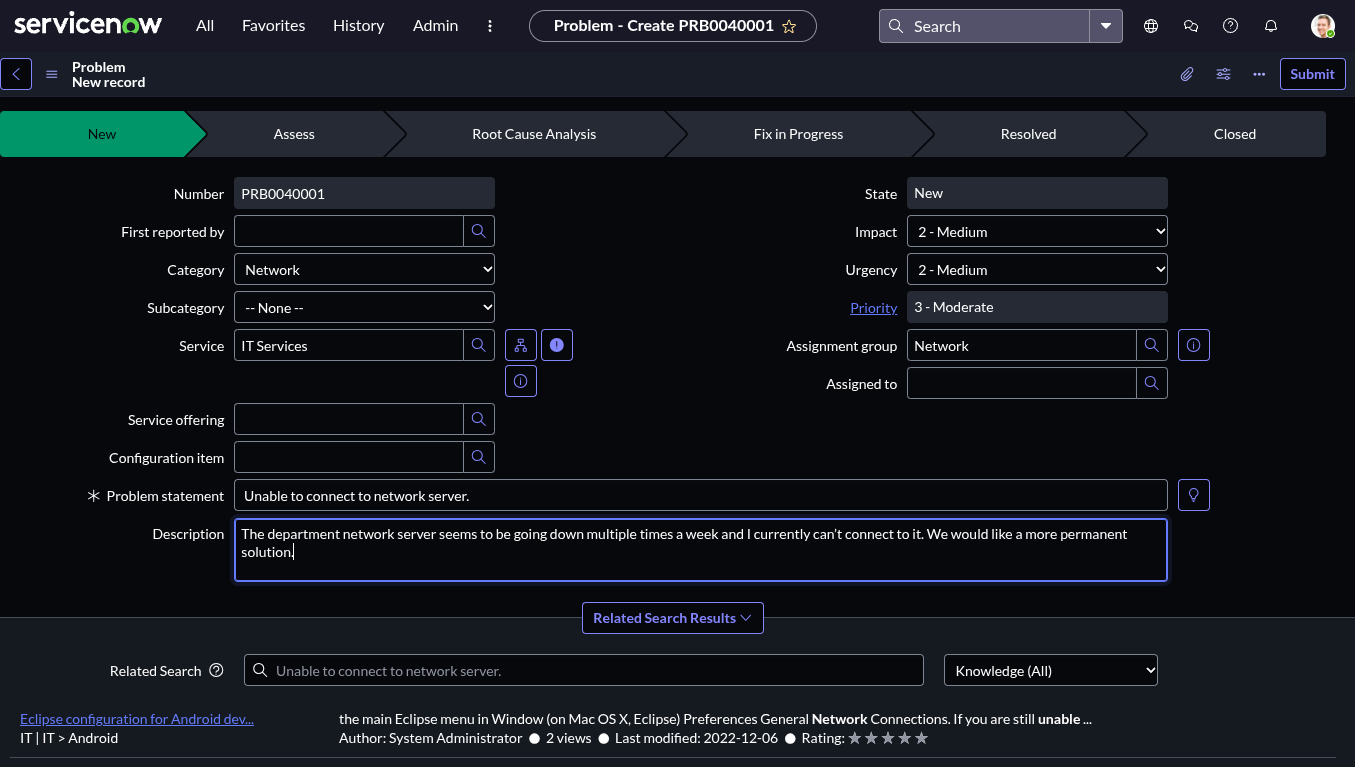 servicenow All Favorites History Admin Problem - Create PRB0040001 Search
Problem
New record
Submit
New Assess Root Cause Analysis Fix in Progress Resolved Closed
Number PRB0040001 State New
First reported by Impact 2 - Medium
Category Network Urgency 2 - Medium
Subcategory -- None -- Priority 3 - Moderate
Service IT Services Assignment group Network
Assigned to
Service offering
Configuration item
Problem statement Unable to connect to network server.
Description The department network server seems to be going down multiple times a week and I currently can't connect to it. We would like a more permanent
solution.
Related Search Results
Related Search Unable to connect to network server. Knowledge (All)
Eclipse configuration for Android dev... the main Eclipse menu in Window (on Mac OS X, Eclipse) Preferences General Network Connections. If you are still unable ...
IT | IT > Android Author: System Administrator 2 views Last modified: 2022-12-06 Rating: